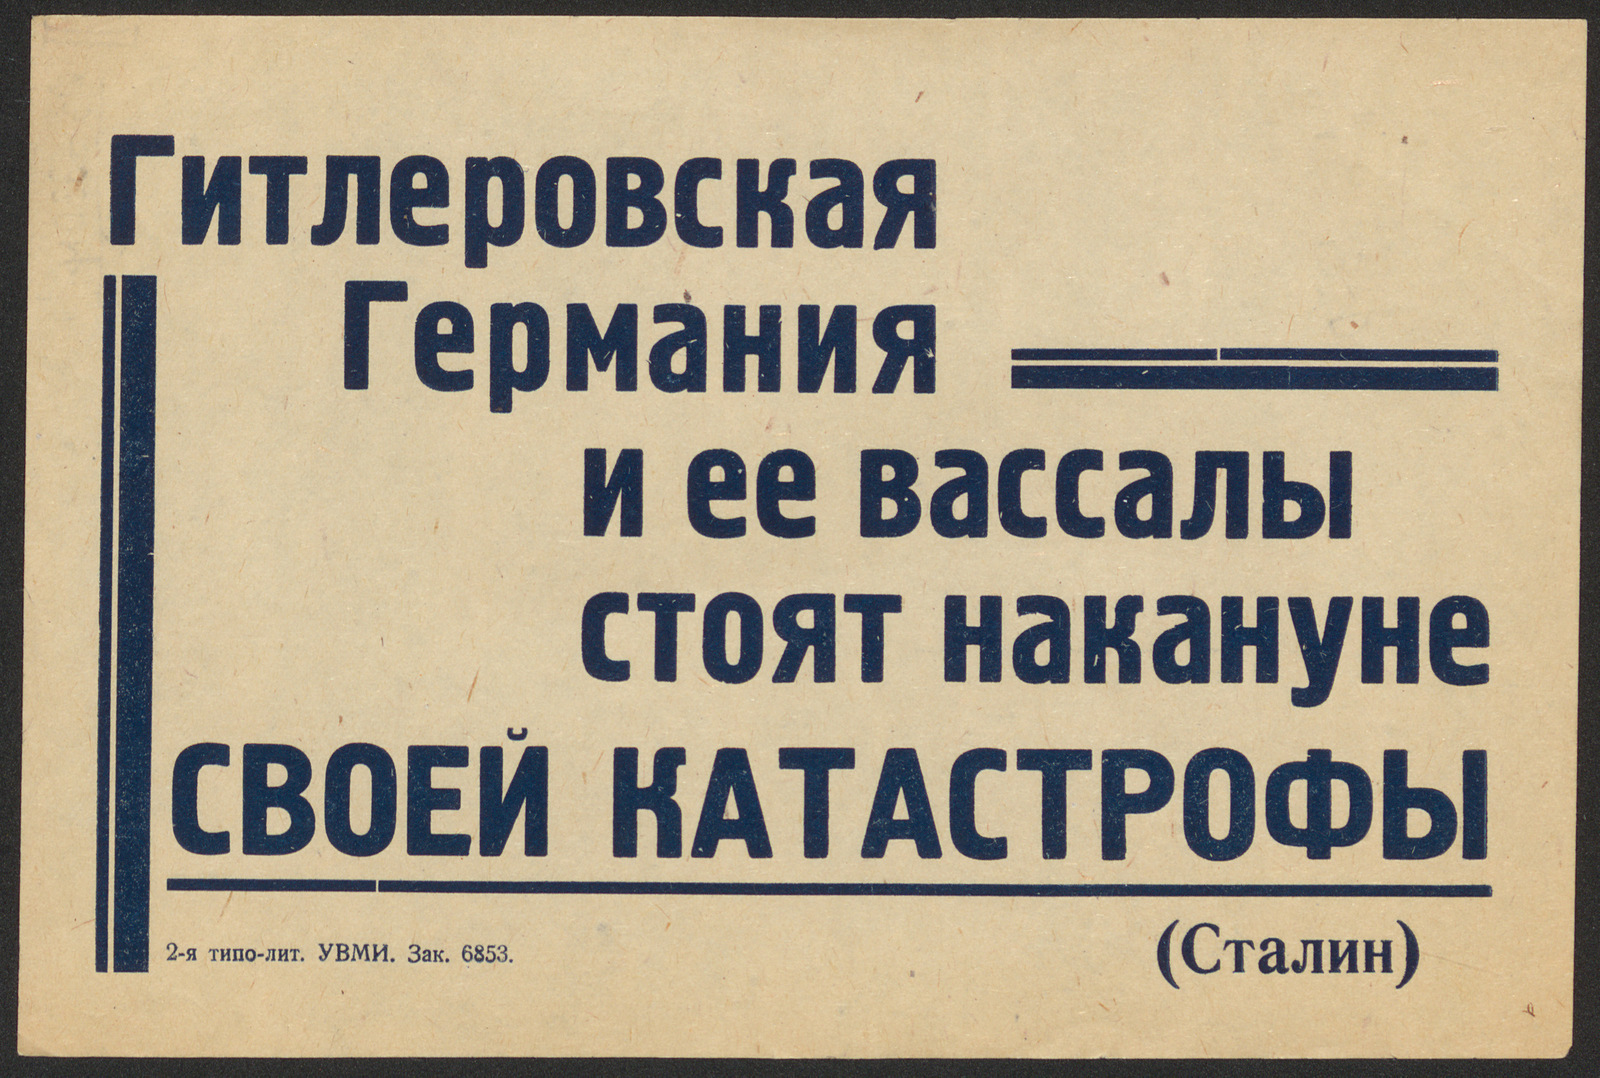 Гитлеровская
Германия
и ее вассалы
стоят накануне
СВОЕЙ КАТАСТРОФЫ
(Сталин)
2-я типо-лит. УВМИ. Зак. 6853.